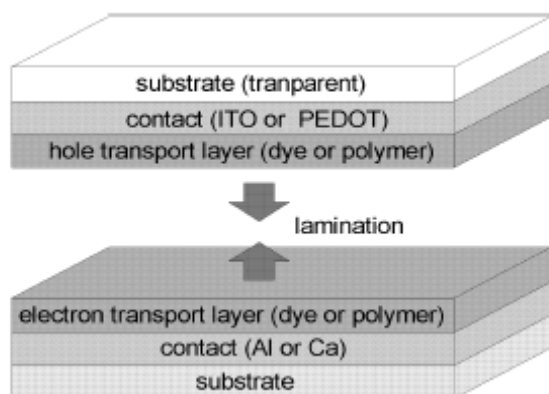 substrate (tranparent)
contact (ITO or PEDOT)
hole transport layer (dye or polymer)
lamination
electron transport layer (dye or polymer)
contact (Al or Ca)
substrate